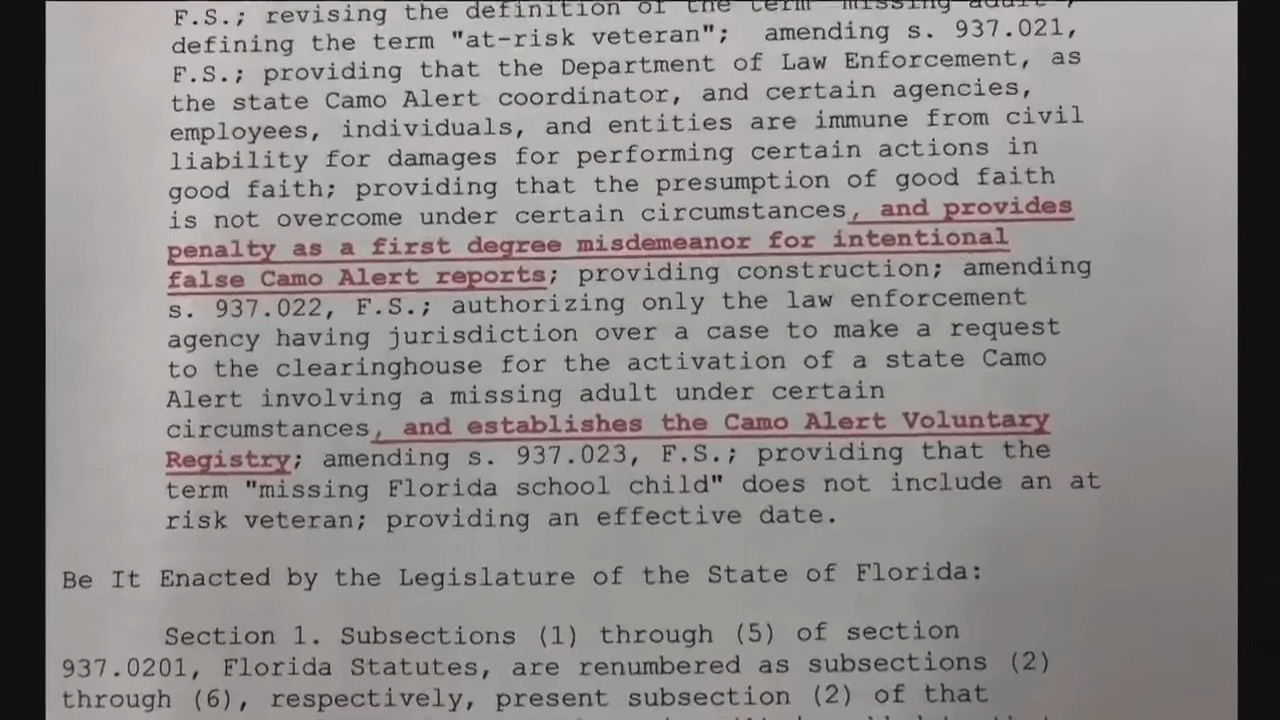 F.S.; revising the definition of the term "missing adult";
defining the term "at-risk veteran"; amending s. 937.021,
F.S.; providing that the Department of Law Enforcement, as
the state Camo Alert coordinator, and certain agencies,
employees, individuals, and entities are immune from civil
liability for damages for performing certain actions in
good faith; providing that the presumption of good faith
is not overcome under certain circumstances, and provides
penalty as a first degree misdemeanor for intentional
false Camo Alert reports; providing construction; amending
s. 937.022, F.S.; authorizing only the law enforcement
agency having jurisdiction over a case to make a request
to the clearinghouse for the activation of a state Camo
Alert involving a missing adult under certain
circumstances, and establishes the Camo Alert Voluntary
Registry; amending s. 937.023, F.S.; providing that the
term "missing Florida school child" does not include an at
risk veteran; providing an effective date.
Be It Enacted by the Legislature of the State of Florida:
Section 1. Subsections (1) through (5) of section
937.0201, Florida Statutes, are renumbered as subsections (2)
through (6), respectively, present subsection (2) of that